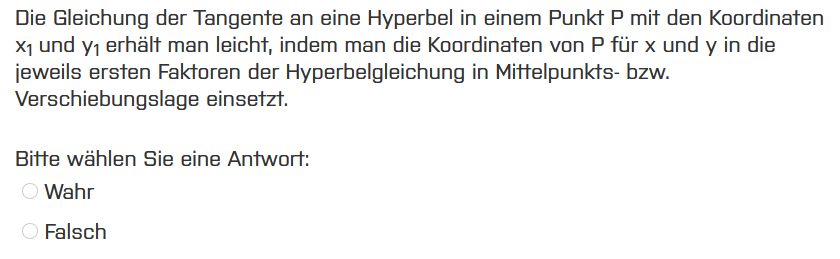 Die Gleichung der Tangente an eine Hyperbel in einem Punkt P mit den Koordinaten
x₁ und y₁ erhält man leicht, indem man die Koordinaten von P für x und y in die
jeweils ersten Faktoren der Hyperbelgleichung in Mittelpunkts- bzw.
Verschiebungslage einsetzt.
Bitte wählen Sie eine Antwort:
Wahr
Falsch